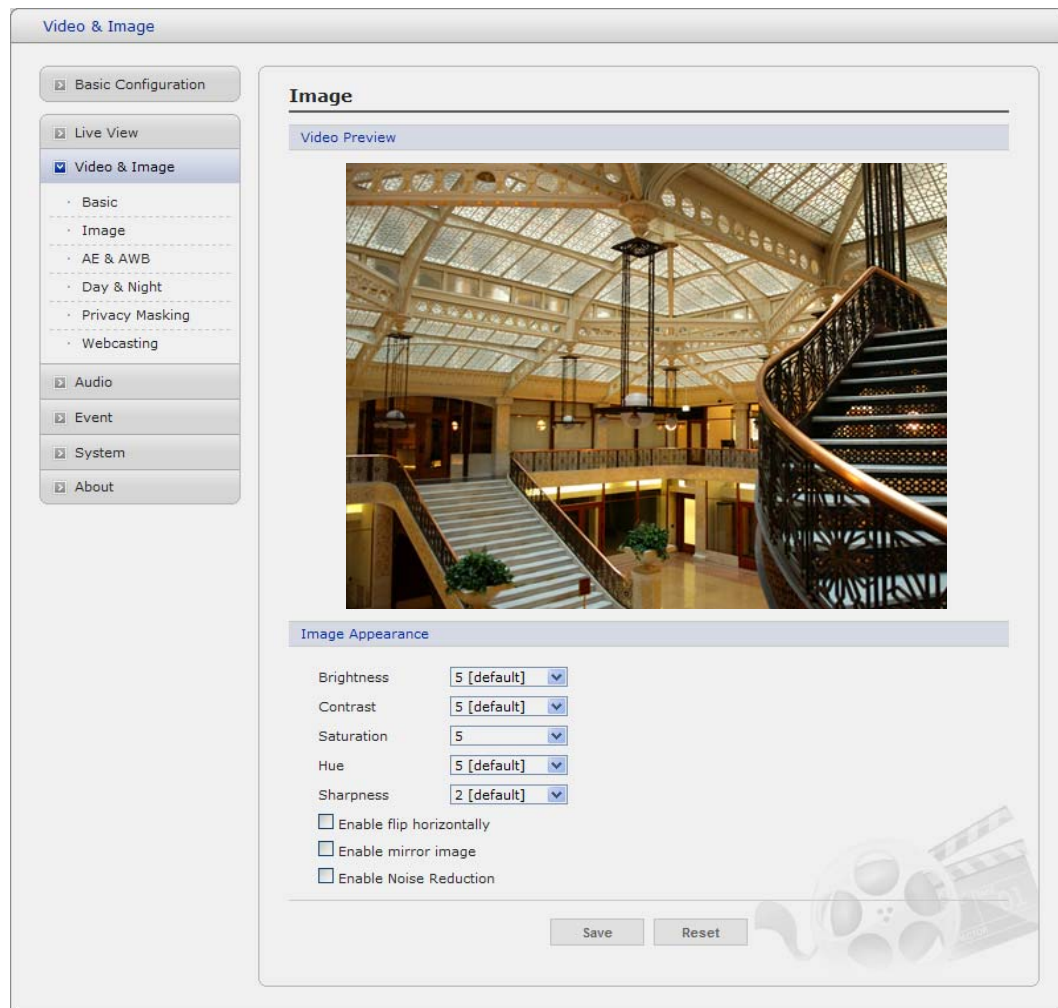 Video & Image
Basic Configuration
Live View
Video & Image
· Basic
· Image
· AE & AWB
· Day & Night
· Privacy Masking
· Webcasting
Audio
Event
System
About
Image
Video Preview
Image Appearance
Brightness 5 [default]
Contrast 5 [default]
Saturation 5
Hue 5 [default]
Sharpness 2 [default]
Enable flip horizontally
Enable mirror image
Enable Noise Reduction
Save Reset